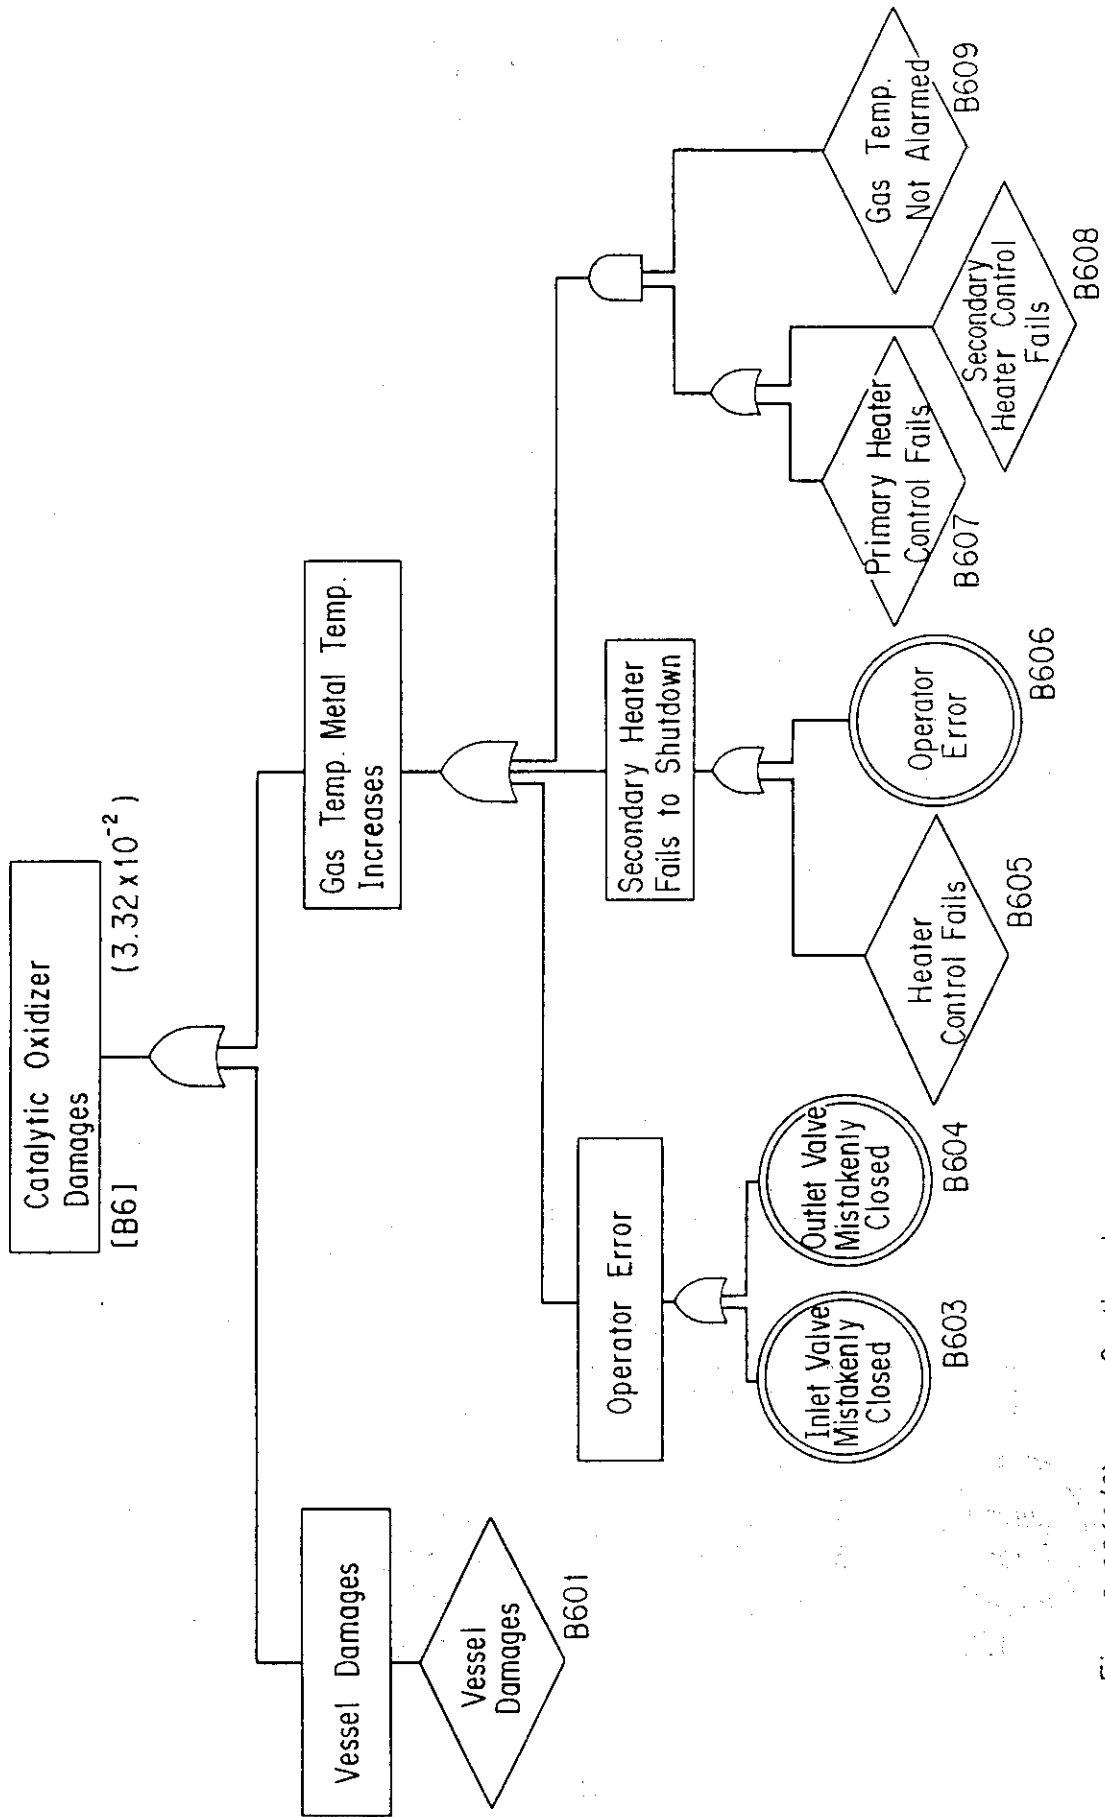 Catalytic Oxidizer
Damages
[B6]
(3.32x10⁻²)
Vessel Damages
Vessel
Damages
B601
Gas Temp. Metal Temp.
Increases
Operator Error
Inlet Valve
Mistakenly
Closed
B603
Outlet Valve
Mistakenly
Closed
B604
Secondary Heater
Fails to Shutdown
Heater
Control Fails
B605
Operator
Error
B606
Primary Heater
Control Fails
B607
Secondary
Heater Control
Fails
B608
Gas Temp.
Not Alarmed
B609